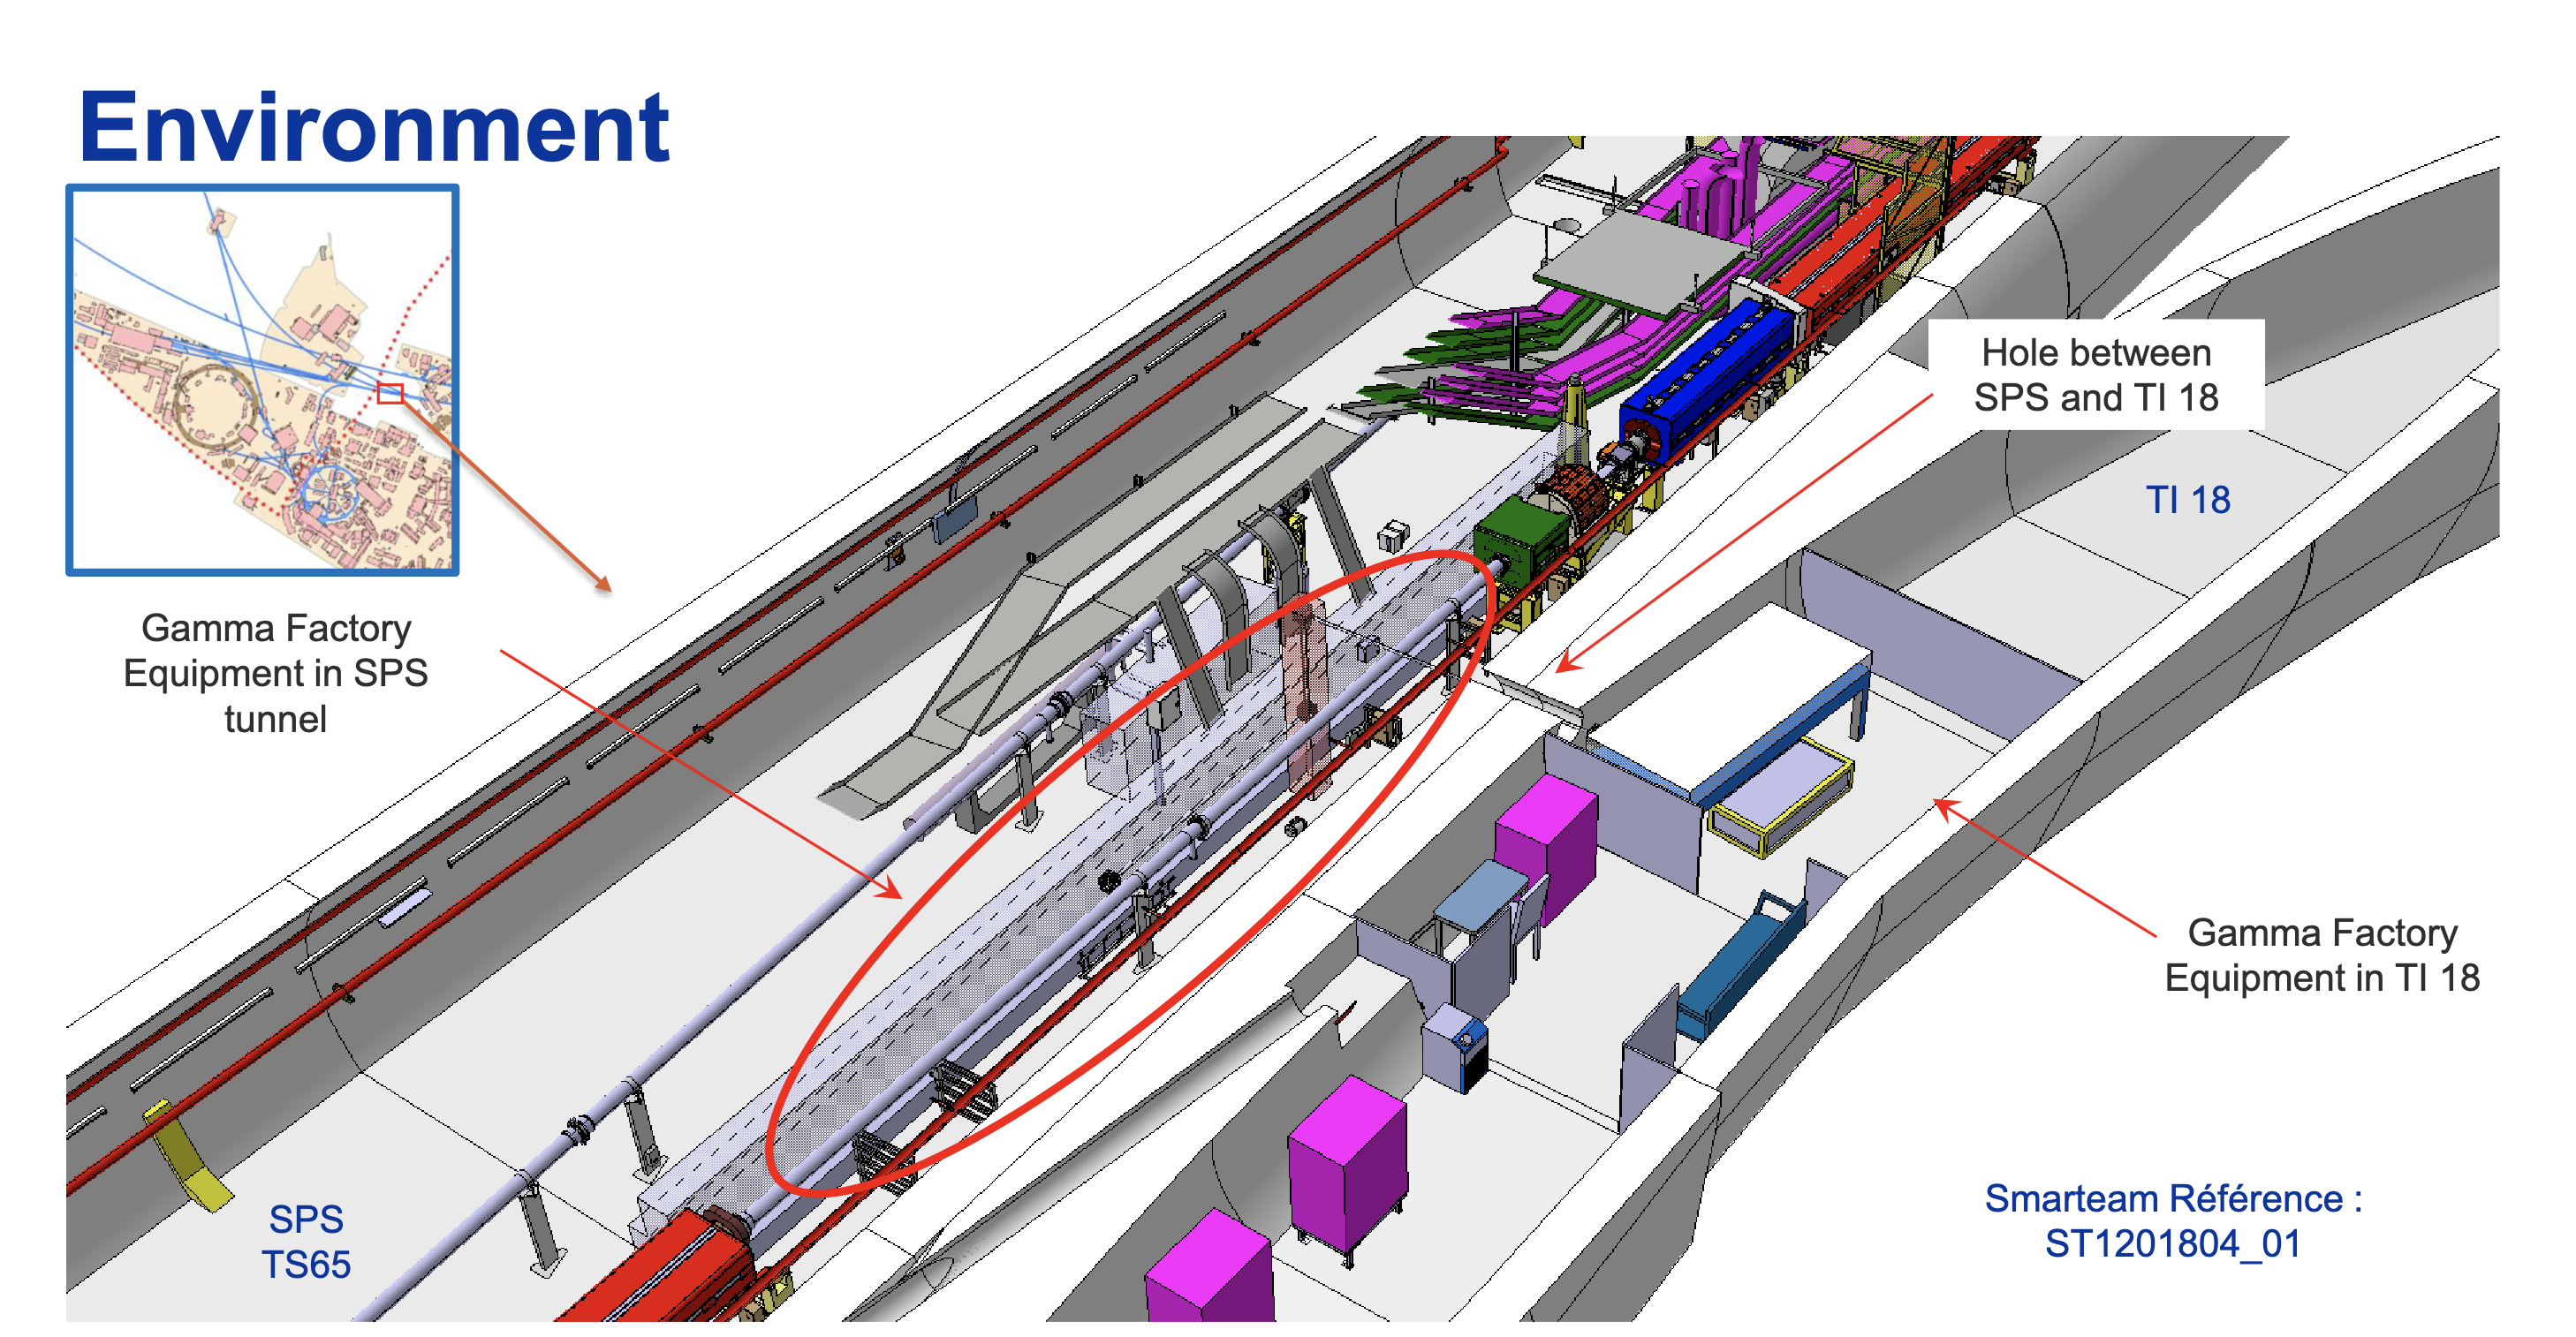 Environment
Hole between
SPS and TI 18
TI 18
Gamma Factory
Equipment in SPS
tunnel
Gamma Factory
Equipment in TI 18
SPS
TS65
Smarteam Référence :
ST1201804_01